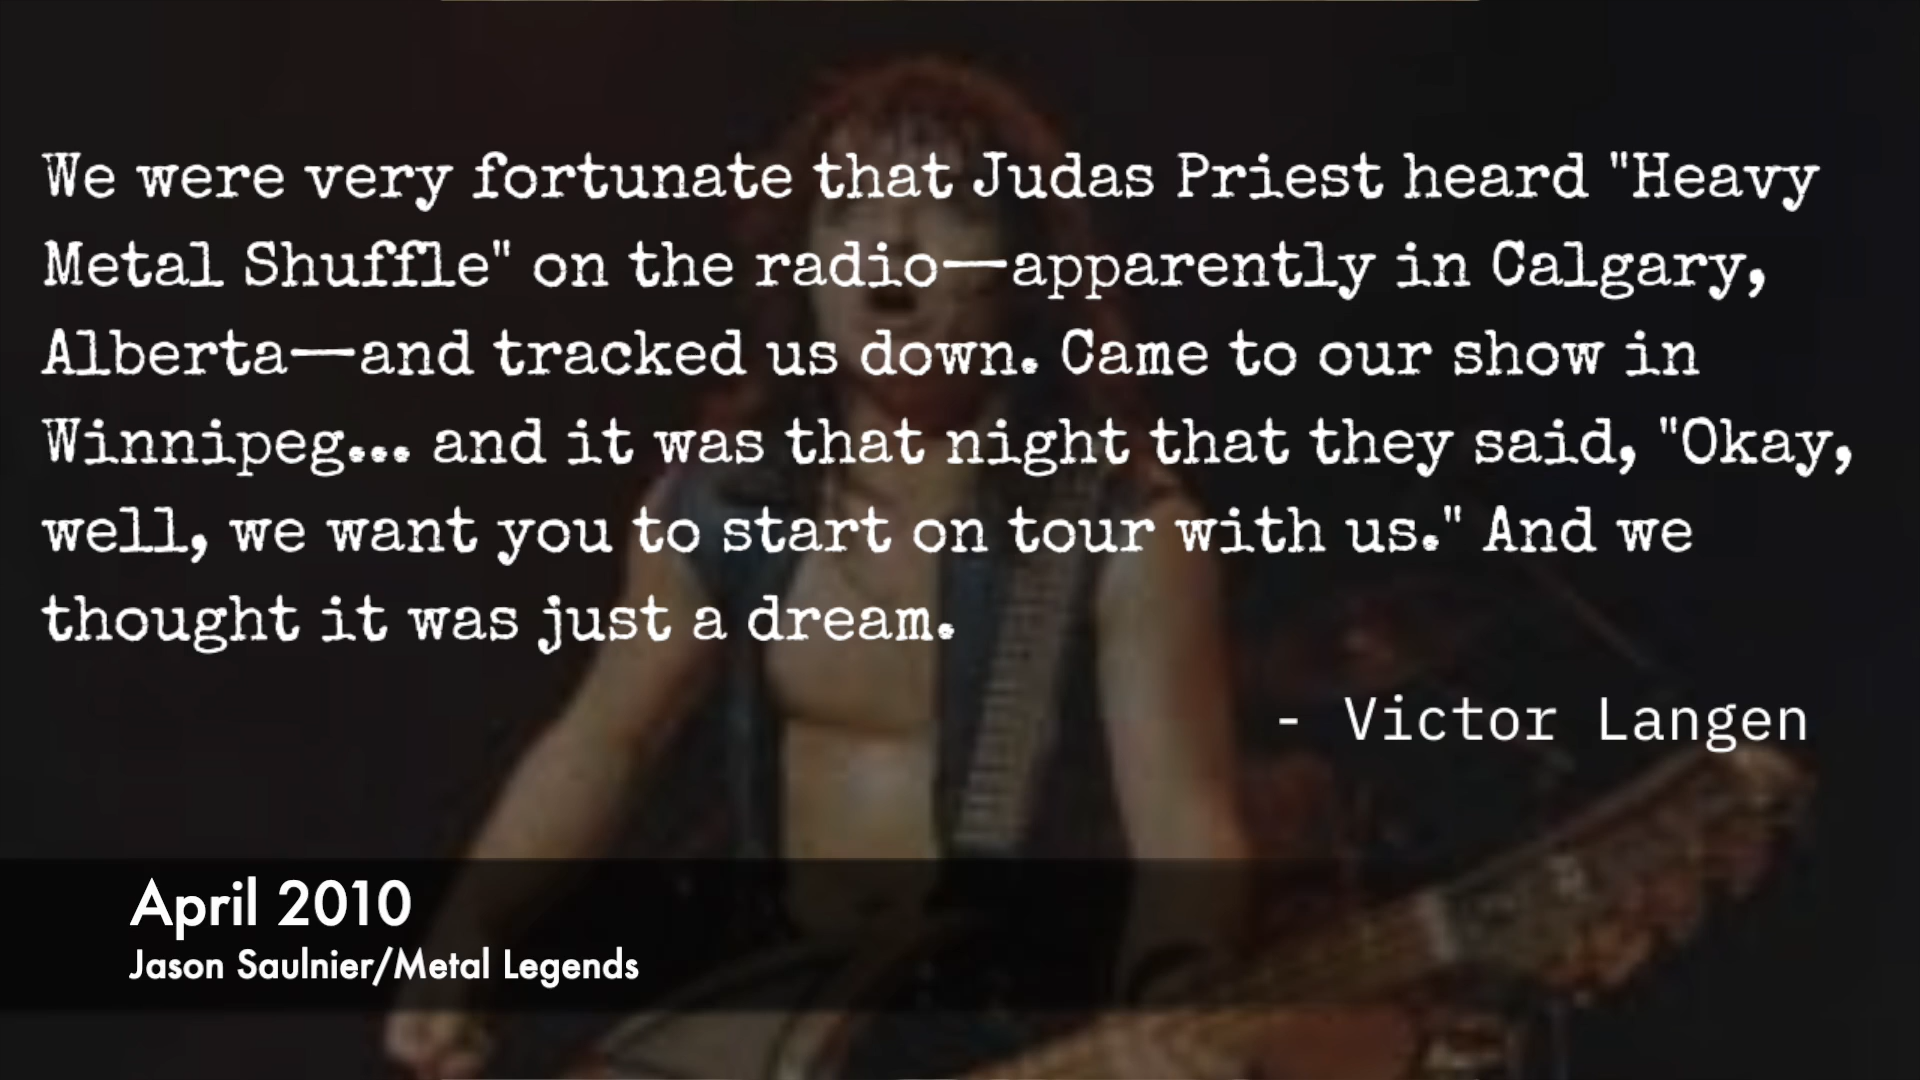 We were very fortunate that Judas Priest heard "Heavy
Metal Shuffle" on the radio—apparently in Calgary,
Alberta—and tracked us down. Came to our show in
Winnipeg... and it was that night that they said, "Okay,
well, we want you to start on tour with us." And we
thought it was just a dream.
- Victor Langen
April 2010
Jason Saulnier/Metal Legends